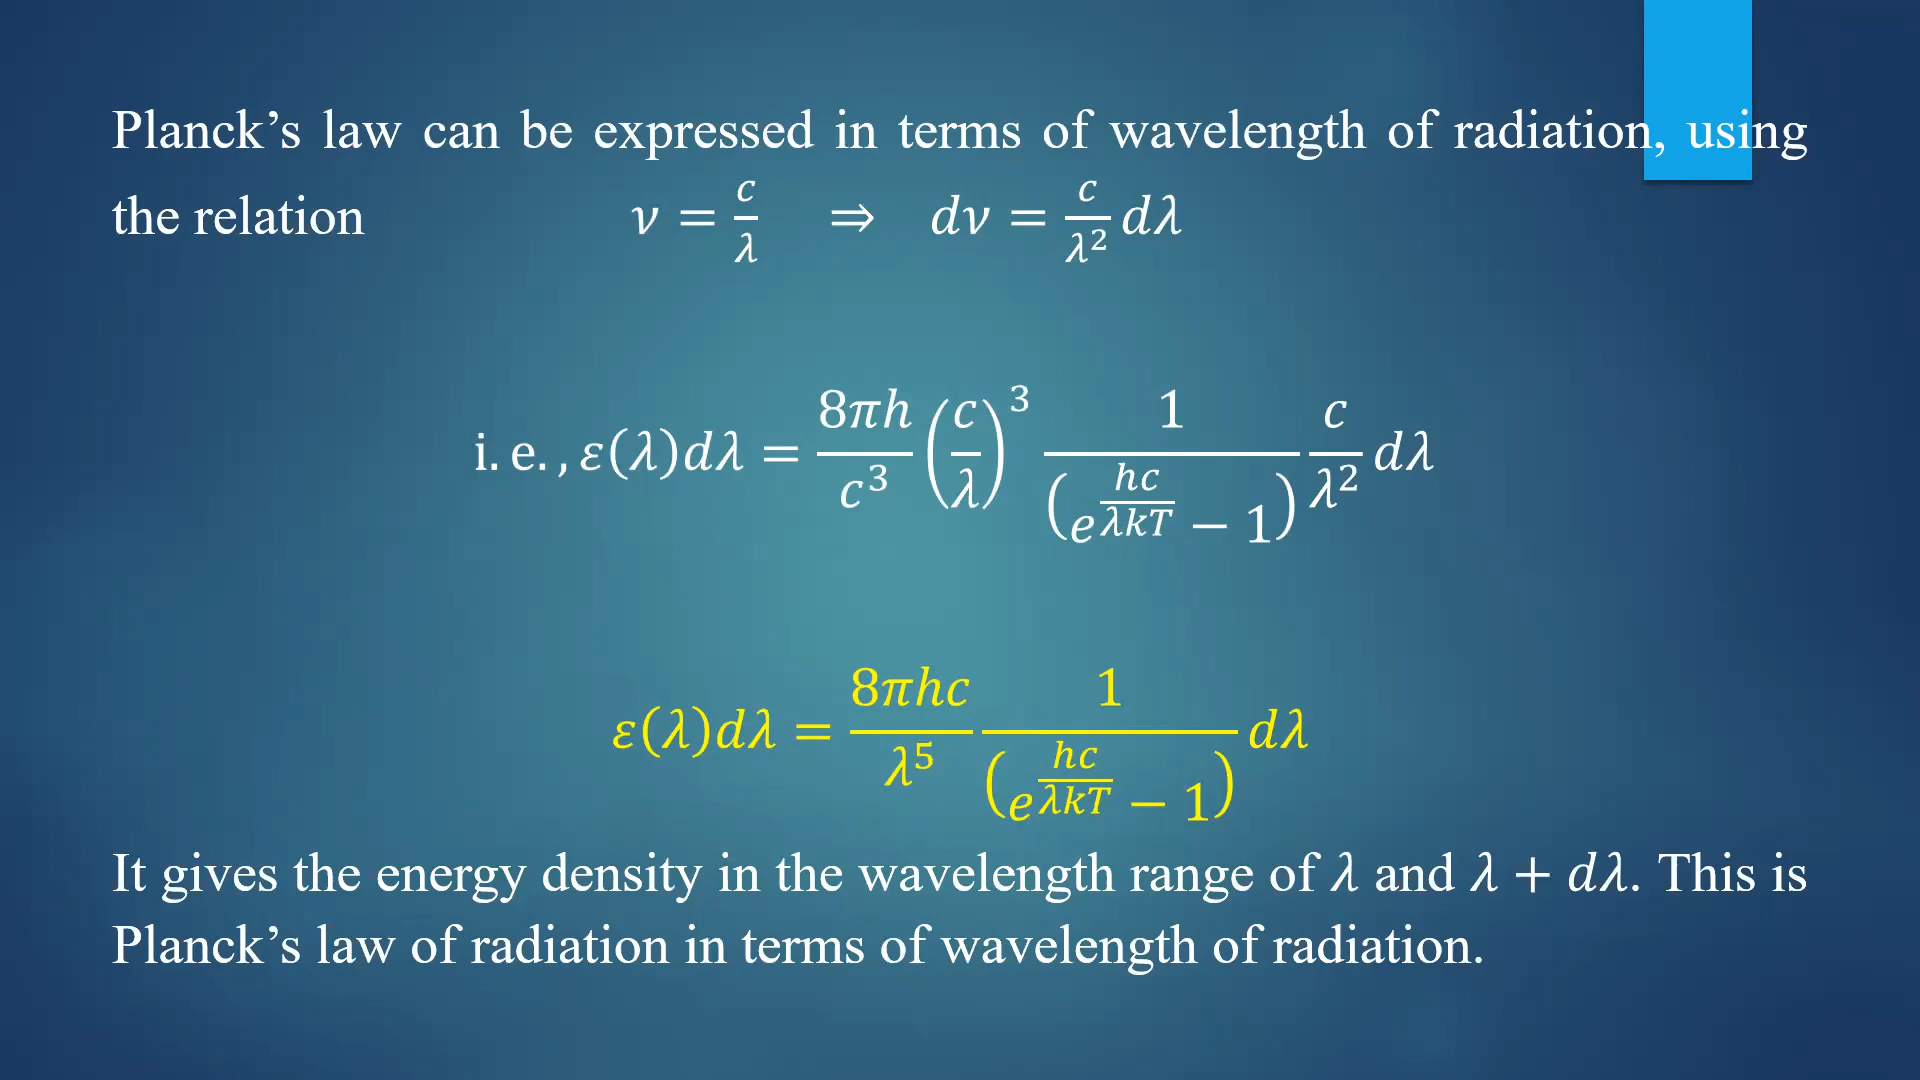 Planck’s law can be expressed in terms of wavelength of radiation, using
the relation ν = c/λ ⇒ dν = c/λ² dλ
i. e. , ε(λ)dλ = 8πh/c³ (c/λ)³ 1/(e^(hc/λkT) − 1) c/λ² dλ
ε(λ)dλ = 8πhc/λ⁵ 1/(e^(hc/λkT) − 1) dλ
It gives the energy density in the wavelength range of λ and λ + dλ. This is
Planck’s law of radiation in terms of wavelength of radiation.